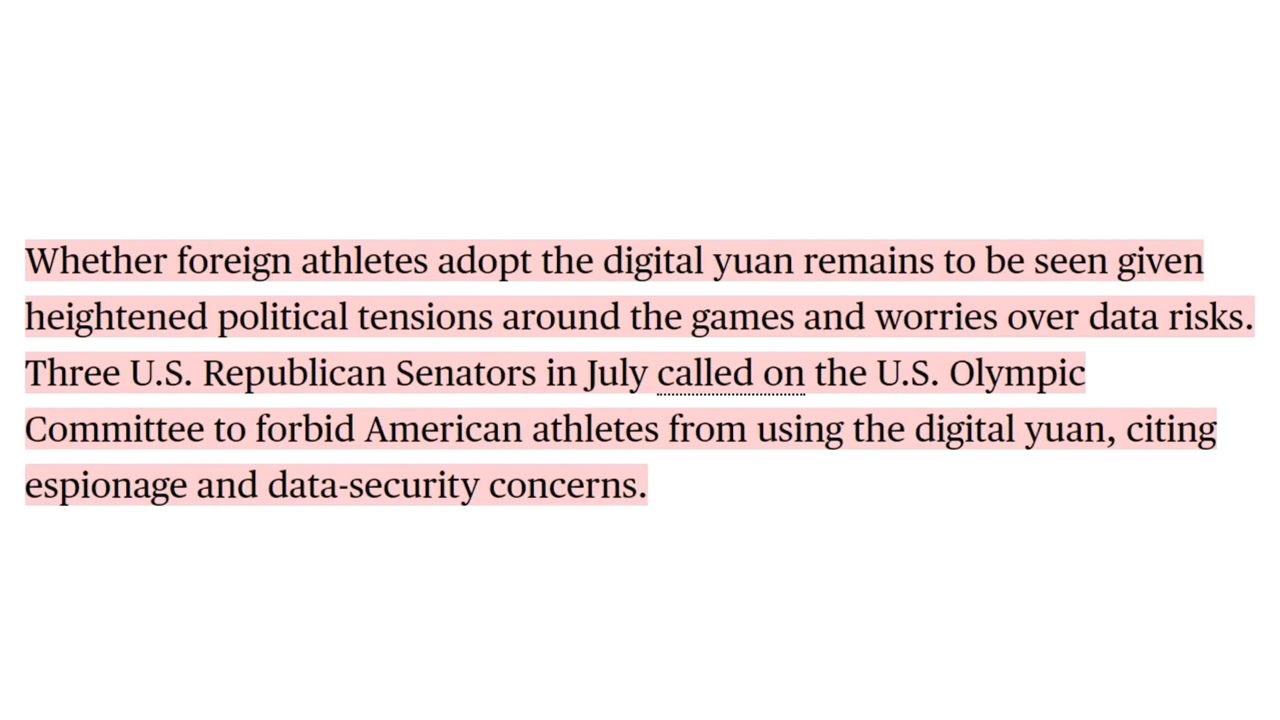 Whether foreign athletes adopt the digital yuan remains to be seen given
heightened political tensions around the games and worries over data risks.
Three U.S. Republican Senators in July called on the U.S. Olympic
Committee to forbid American athletes from using the digital yuan, citing
espionage and data-security concerns.